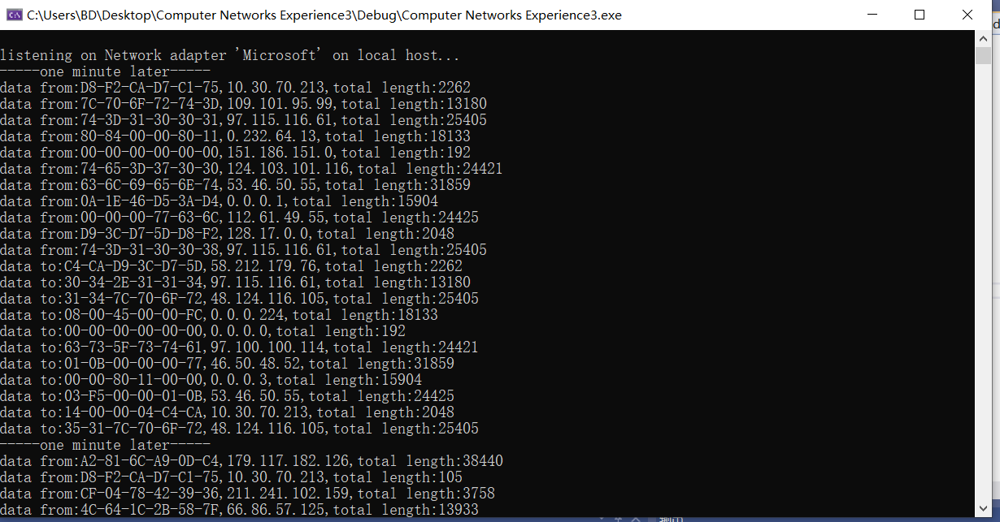 C:\Users\BD\Desktop\Computer Networks Experience3\Debug\Computer Networks Experience3.exe
listening on Network adapter 'Microsoft' on local host...
-----one minute later-----
data from:D8-F2-CA-D7-C1-75,10.30.70.213,total length:2262
data from:7C-70-6F-72-74-3D,109.101.95.99,total length:13180
data from:74-3D-31-30-30-31,97.115.116.61,total length:25405
data from:80-84-00-00-80-11,0.232.64.13,total length:18133
data from:00-00-00-00-00-00,151.186.151.0,total length:192
data from:74-65-3D-37-30-30,124.103.101.116,total length:24421
data from:63-6C-69-65-6E-74,53.46.50.55,total length:31859
data from:0A-1E-46-D5-3A-D4,0.0.0.1,total length:15904
data from:00-00-00-77-63-6C,112.61.49.55,total length:24425
data from:D9-3C-D7-5D-D8-F2,128.17.0.0,total length:2048
data from:74-3D-31-30-30-38,97.115.116.61,total length:25405
data to:C4-CA-D9-3C-D7-5D,58.212.179.76,total length:2262
data to:30-34-2E-31-31-34,97.115.116.61,total length:13180
data to:31-34-7C-70-6F-72,48.124.116.105,total length:25405
data to:08-00-45-00-00-FC,0.0.0.224,total length:18133
data to:00-00-00-00-00-00,0.0.0.0,total length:192
data to:63-73-5F-73-74-61,97.100.100.114,total length:24421
data to:01-0B-00-00-00-77,46.50.48.52,total length:31859
data to:00-00-80-11-00-00,0.0.0.3,total length:15904
data to:03-F5-00-00-01-0B,53.46.50.55,total length:24425
data to:14-00-00-04-C4-CA,10.30.70.213,total length:2048
data to:35-31-7C-70-6F-72,48.124.116.105,total length:25405
-----one minute later-----
data from:A2-81-6C-A9-0D-C4,179.117.182.126,total length:38440
data from:D8-F2-CA-D7-C1-75,10.30.70.213,total length:105
data from:CF-04-78-42-39-36,211.241.102.159,total length:3758
data from:4C-64-1C-2B-58-7F,66.86.57.125,total length:13933